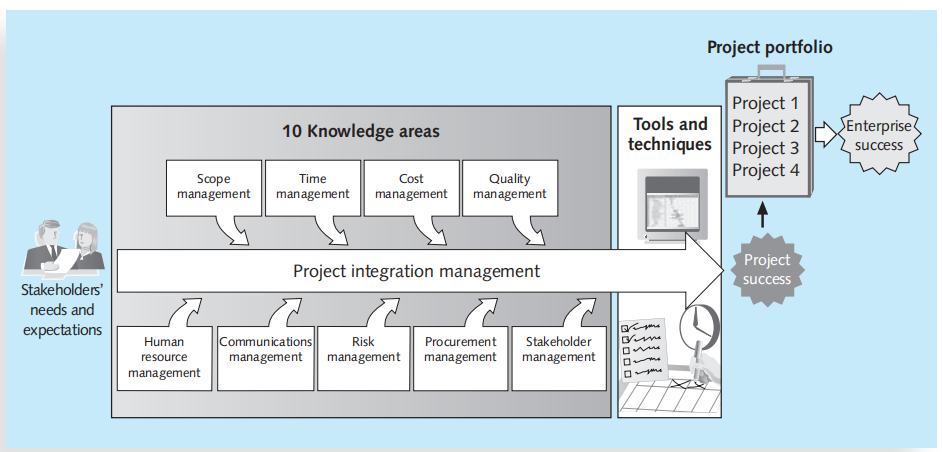 Project portfolio
10 Knowledge areas
Tools and
techniques
Project 1
Project 2
Project 3
Project 4
Enterprise
success
Scope
management
Time
management
Cost
management
Quality
management
Stakeholders’
needs and
expectations
Project integration management
Project
success
Human
resource
management
Communications
management
Risk
management
Procurement
management
Stakeholder
management